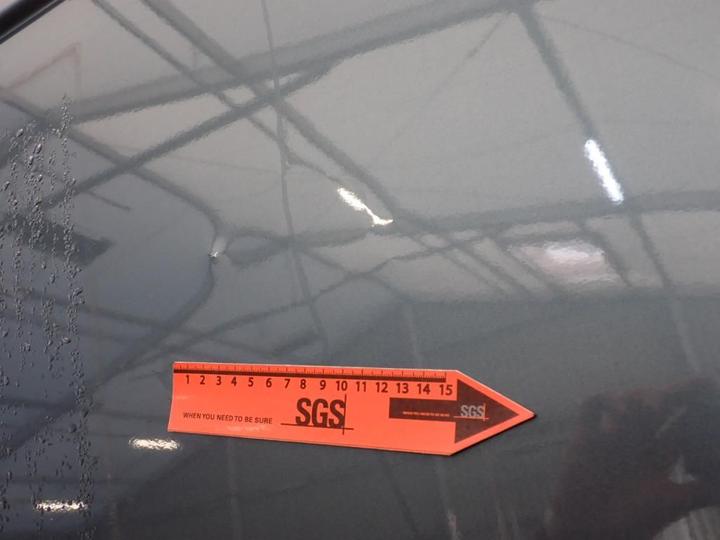 1 2 3 4 5 6 7 8 9 10 11 12 13 14 15
WHEN YOU NEED TO BE SURE SGS
SGS